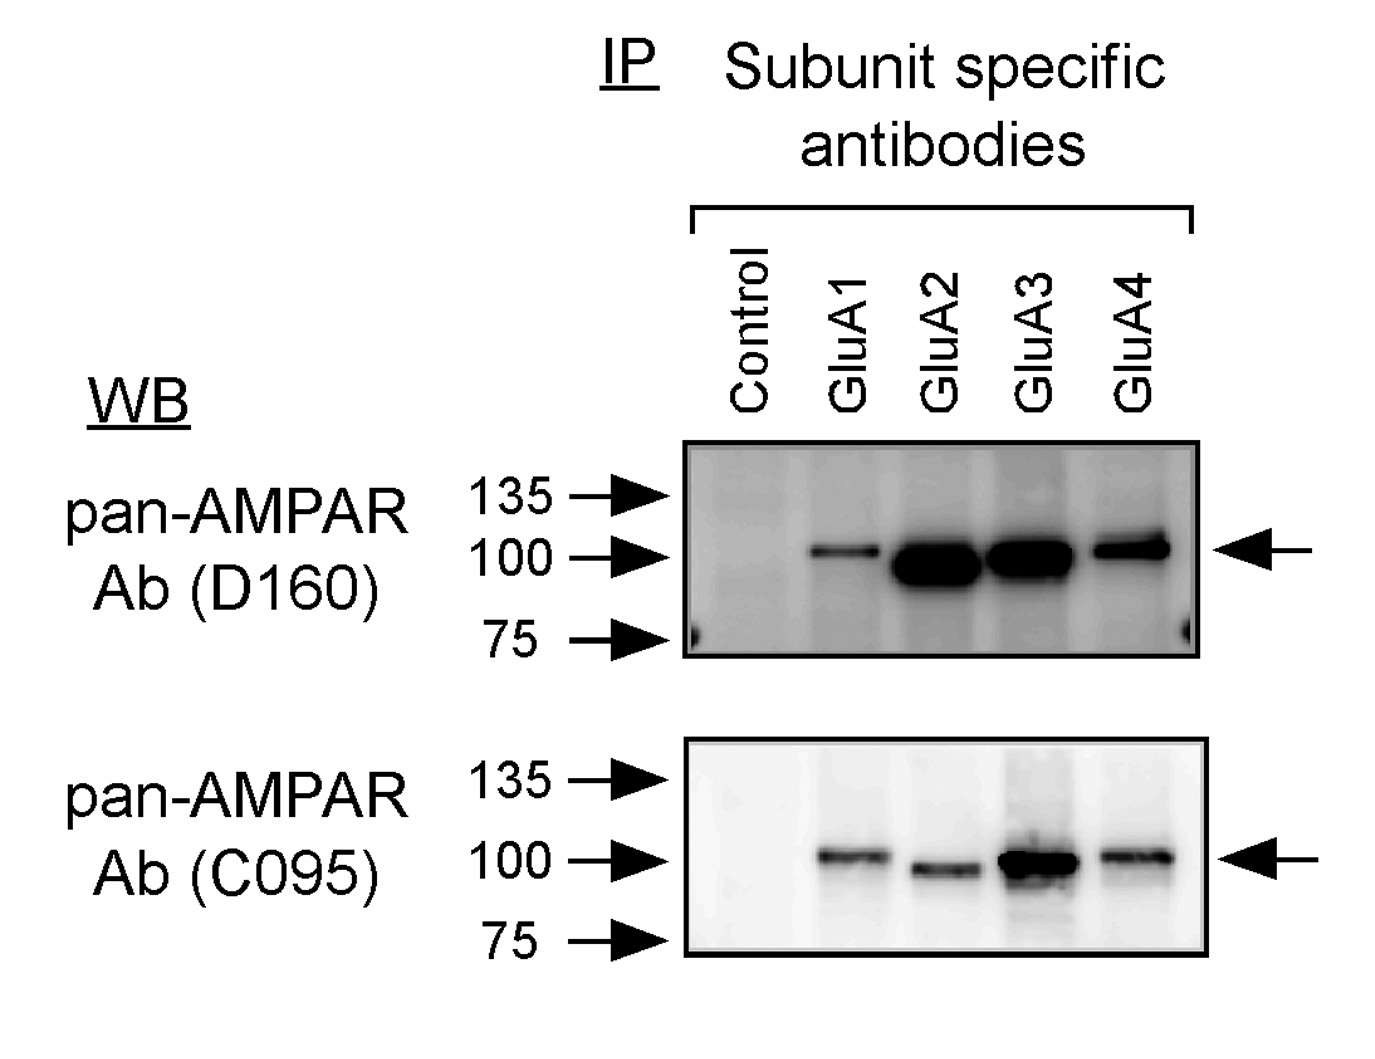 IP
Subunit specific
antibodies
Control
GluA1
GluA2
GluA3
GluA4
WB
pan-AMPAR
Ab (D160)
135
100
75
pan-AMPAR
Ab (C095)
135
100
75